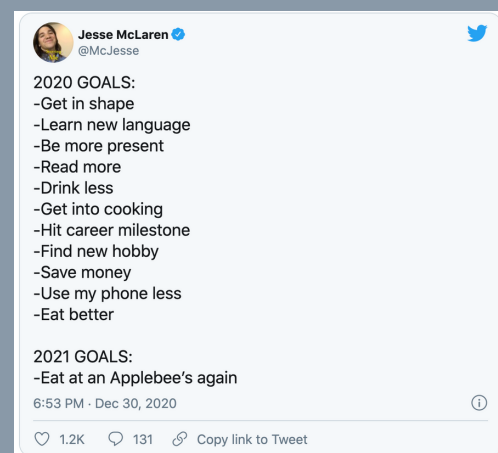 Jesse McLaren
@McJesse
2020 GOALS:
-Get in shape
-Learn new language
-Be more present
-Read more
-Drink less
-Get into cooking
-Hit career milestone
-Find new hobby
-Save money
-Use my phone less
-Eat better
2021 GOALS:
-Eat at an Applebee's again
6:53 PM · Dec 30, 2020
1.2K 131 Copy link to Tweet